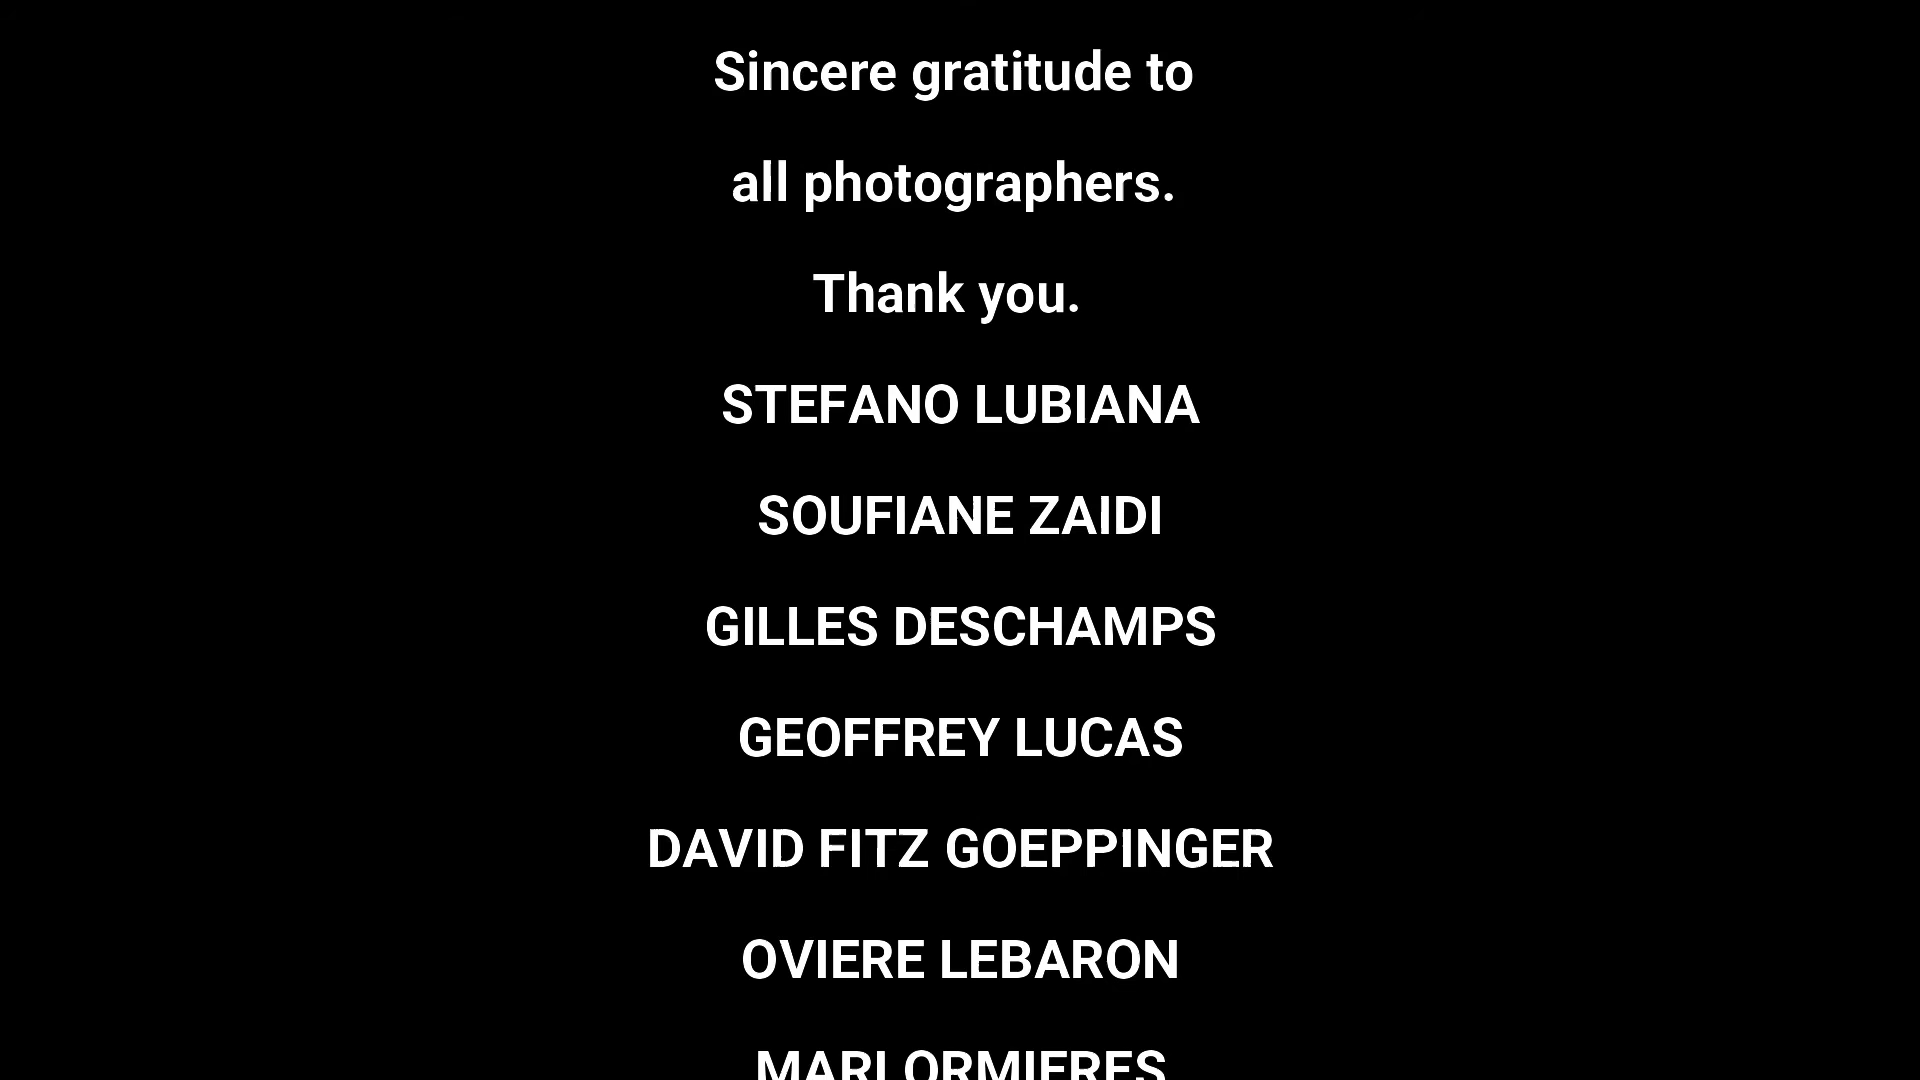 Sincere gratitude to
all photographers.
Thank you.
STEFANO LUBIANA
SOUFIANE ZAIDI
GILLES DESCHAMPS
GEOFFREY LUCAS
DAVID FITZ GOEPPINGER
OVIERE LEBARON